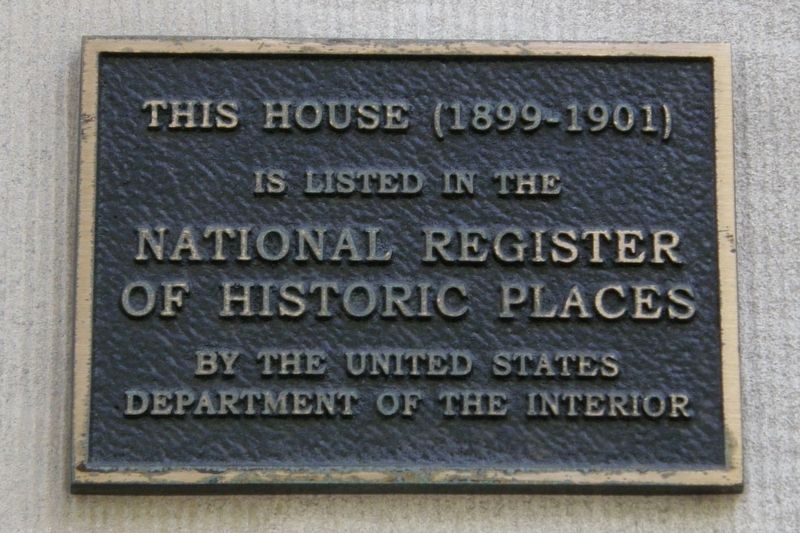 THIS HOUSE (1899-1901)
IS LISTED IN THE
NATIONAL REGISTER
OF HISTORIC PLACES
BY THE UNITED STATES
DEPARTMENT OF THE INTERIOR